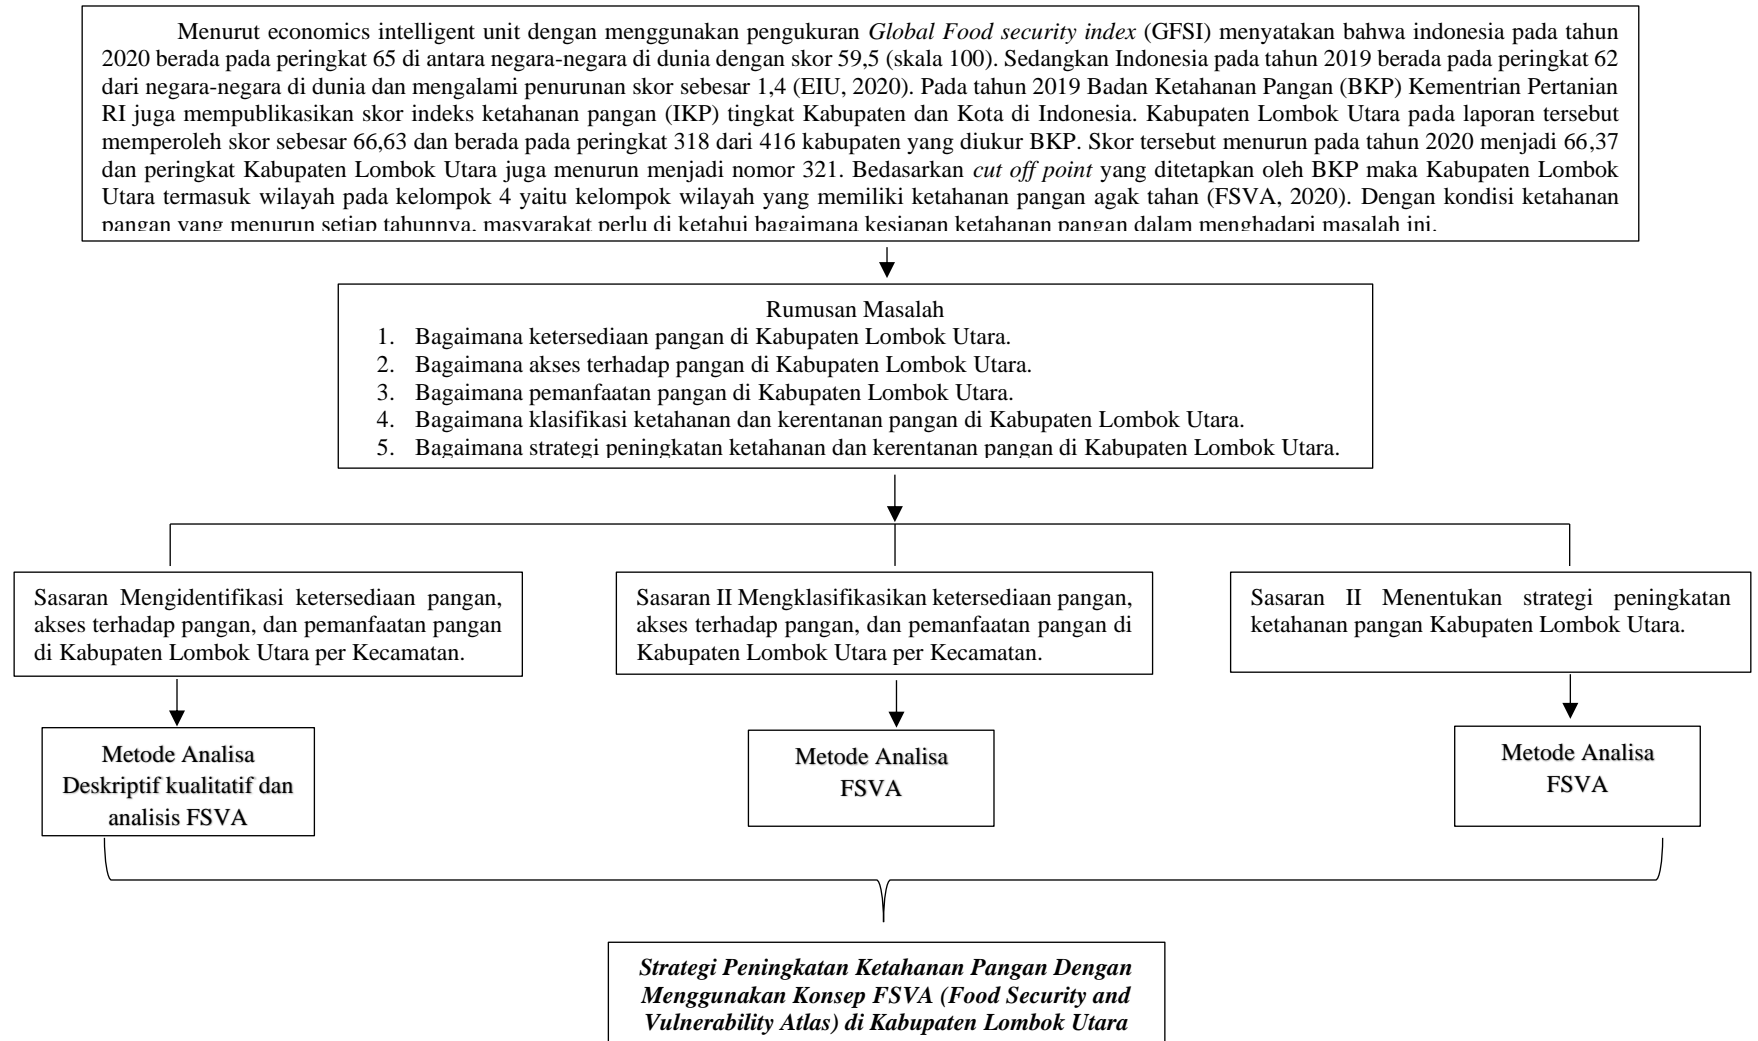 Menurut economics intelligent unit dengan menggunakan pengukuran Global Food security index (GFSI) menyatakan bahwa indonesia pada tahun
2020 berada pada peringkat 65 di antara negara-negara di dunia dengan skor 59,5 (skala 100). Sedangkan Indonesia pada tahun 2019 berada pada peringkat 62
dari negara-negara di dunia dan mengalami penurunan skor sebesar 1,4 (EIU, 2020). Pada tahun 2019 Badan Ketahanan Pangan (BKP) Kementrian Pertanian
RI juga mempublikasikan skor indeks ketahanan pangan (IKP) tingkat Kabupaten dan Kota di Indonesia. Kabupaten Lombok Utara pada laporan tersebut
memperoleh skor sebesar 66,63 dan berada pada peringkat 318 dari 416 kabupaten yang diukur BKP. Skor tersebut menurun pada tahun 2020 menjadi 66,37
dan peringkat Kabupaten Lombok Utara juga menurun menjadi nomor 321. Bedasarkan cut off point yang ditetapkan oleh BKP maka Kabupaten Lombok
Utara termasuk wilayah pada kelompok 4 yaitu kelompok wilayah yang memiliki ketahanan pangan agak tahan (FSVA, 2020). Dengan kondisi ketahanan
pangan yang menurun setiap tahunnya, masyarakat perlu di ketahui bagaimana kesiapan ketahanan pangan dalam menghadapi masalah ini.
Rumusan Masalah
1. Bagaimana ketersediaan pangan di Kabupaten Lombok Utara.
2. Bagaimana akses terhadap pangan di Kabupaten Lombok Utara.
3. Bagaimana pemanfaatan pangan di Kabupaten Lombok Utara.
4. Bagaimana klasifikasi ketahanan dan kerentanan pangan di Kabupaten Lombok Utara.
5. Bagaimana strategi peningkatan ketahanan dan kerentanan pangan di Kabupaten Lombok Utara.
Sasaran Mengidentifikasi ketersediaan pangan,
akses terhadap pangan, dan pemanfaatan pangan
di Kabupaten Lombok Utara per Kecamatan.
Sasaran II Mengklasifikasikan ketersediaan pangan,
akses terhadap pangan, dan pemanfaatan pangan di
Kabupaten Lombok Utara per Kecamatan.
Sasaran II Menentukan strategi peningkatan
ketahanan pangan Kabupaten Lombok Utara.
Metode Analisa
Deskriptif kualitatif dan
analisis FSVA
Metode Analisa
FSVA
Metode Analisa
FSVA
Strategi Peningkatan Ketahanan Pangan Dengan
Menggunakan Konsep FSVA (Food Security and
Vulnerability Atlas) di Kabupaten Lombok Utara